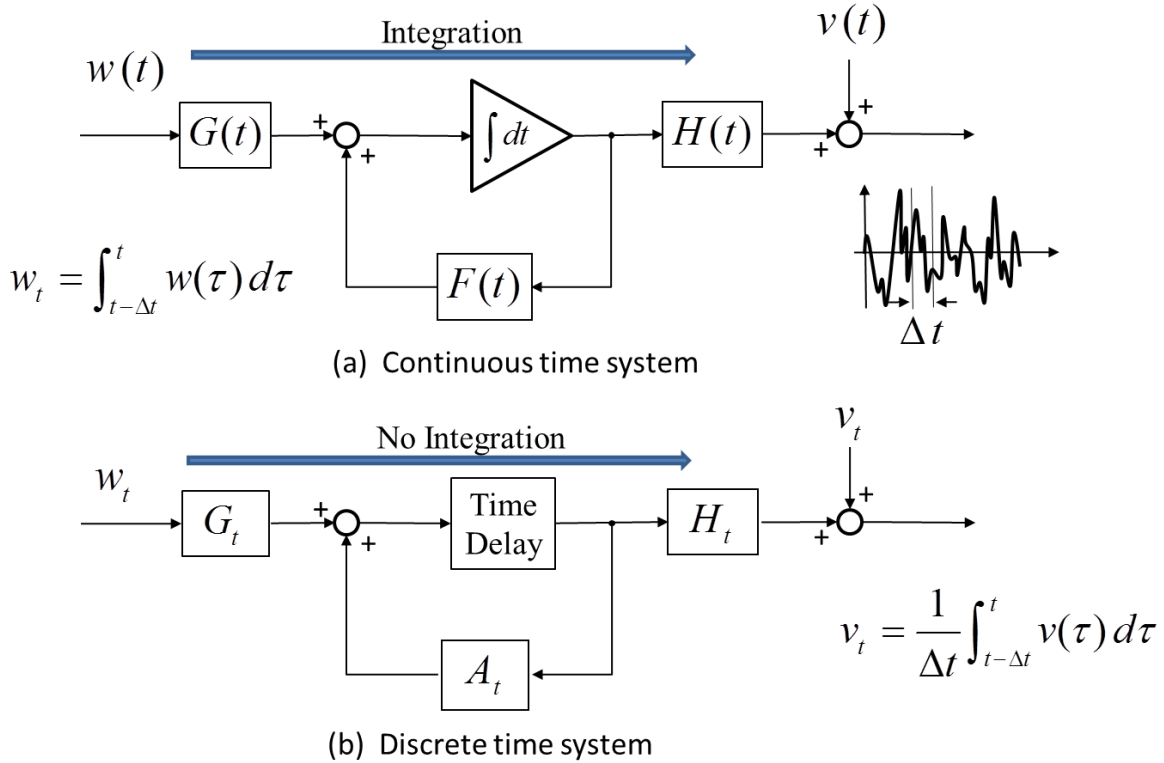 Integration
v(t)
w(t)
+
G(t)
+
+
∫ dt
H(t)
+
w_t = ∫_{t−Δt}^{t} w(τ) dτ
F(t)
Δ t
(a) Continuous time system
No Integration
v_t
w_t
+
G_t
+
+
Time
Delay
H_t
+
v_t = \frac{1}{Δt} ∫_{t−Δt}^{t} v(τ) dτ
A_t
(b) Discrete time system